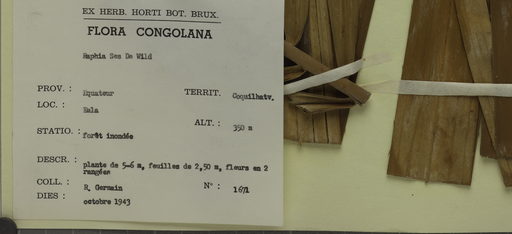 EX HERB. HORTI BOT. BRUX.
FLORA CONGOLANA
Raphia Ses De Wild
PROV. : Equateur TERRIT. Coquilhatv.
LOC. : Eala
ALT. : 350 m
STATIO. : forêt inondée
DESCR. : plante de 5-6 m, feuilles de 2,50 m, fleurs en 2
rangées
COLL. : R. Germain N° : 1671
DIES : octobre 1943